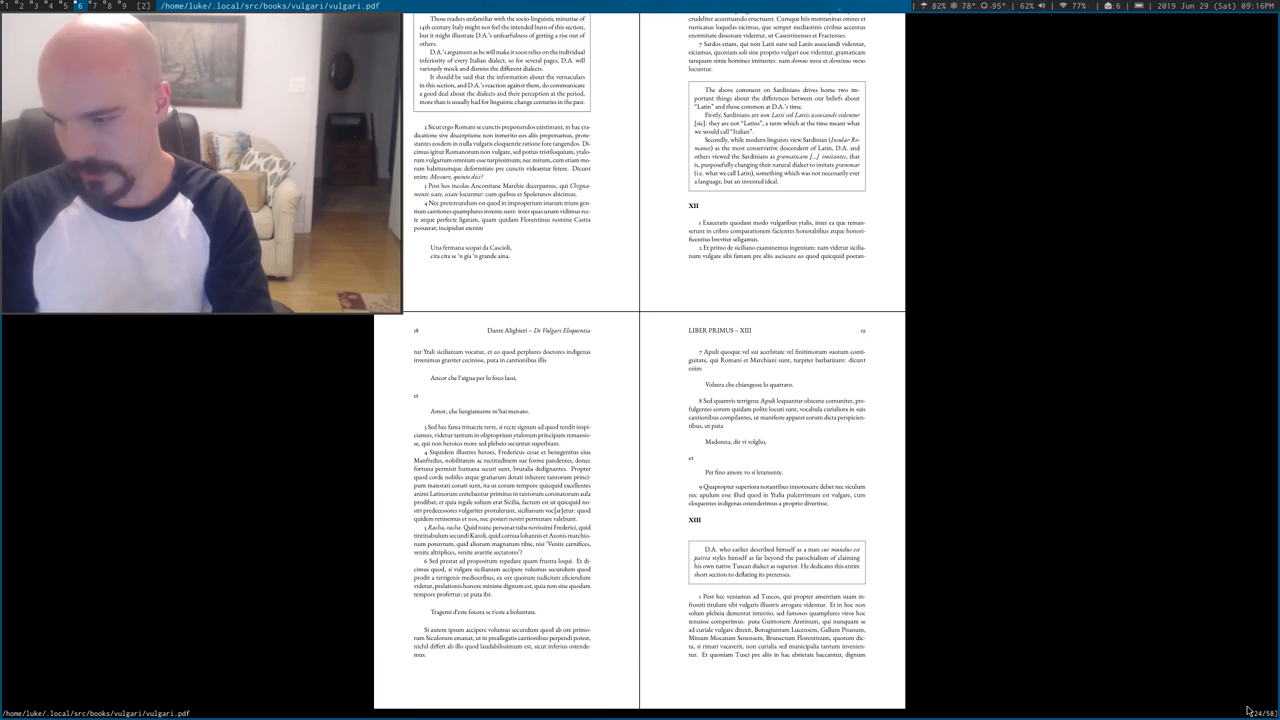 1 2 3 4 5 6 7 8 9 [2] /home/luke/.local/src/books/vulgari/vulgari.pdf
82% 78° 95° 62% 77% 6 2019 Jun 29 (Sat) 09:16PM
Those readers unfamiliar with the socio-linguistic minutiae of
14th century Italy might not feel the intended burn of this section,
but it might illustrate D.A.'s unfairfulness of getting a rise out of
others.
D.A.'s argument as he will make it soon relies on the individual
inferiority of every Italian dialect, so for several pages, D.A. will
variously mock and dismiss the different dialects.
It should be said that the information about the vernaculars
in this section, and D.A.'s reaction against them, do communicate
a good deal about the dialects and their perception at the period,
more than is usually had for linguistic change centuries in the past.
2 Sicut ergo Romani se cunctis preponendos existimant, in hac era-
dicatione sive discerptione non inmerito eos aliis preponamus, prote-
stantes eosdem in nulla vulgaris eloquentie ratione fore tangendos. Di-
cimus igitur Romanorum non vulgare, sed potius tristiloquium, ytalo-
rum vulgarium omnium esse turpissimum; nec mirum, cum etiam mo-
rum habituumque deformitate pre cunctis videantur fetere. Dicunt
enim: Messure, quinto dici?
3 Post hos incolas Anconitane Marchie decerpamus, qui Chigna-
mente scate, sciate locuntur: cum quibus et Spoletanos abicimus.
4 Nec pretereundum est quod in improperium istarum trium gen-
tium cantiones quamplures invente sunt: inter quas unam vidimus rec-
te atque perfecte ligatam, quam quidam Florentinus nomine Castra
posuerat; incipiebat etenim
Una fermana scopai da Cascioli,
cita cita se 'n gìa 'n grande aina.
crudeliter accentuando eructuant. Cumque hiis montaninas omnes et
rusticanas loquelas eicimus, que semper mediastinis civibus accentus
enormitate dissonare videntur, ut Casentinenses et Fractenses.
7 Sardos etiam, qui non Latii sunt sed Latiis associandi videntur,
eiciamus, quoniam soli sine proprio vulgari esse videntur, gramaticam
tanquam simie homines imitantes: nam domus nova et dominus meus
locuntur.
The above comment on Sardinians drives home two im-
portant things about the differences between our beliefs about
"Latin" and those common at D.A.'s time.
Firstly, Sardinians are non Latii sed Latiis associandi videntur
[sic]: they are not "Latins", a term which at the time meant what
we would call "Italian".
Secondly, while modern linguists view Sardinian (Insular Ro-
mance) as the most conservative descendent of Latin, D.A. and
others viewed the Sardinians as gramaticam [...] imitantes, that
is, purposefully changing their natural dialect to imitate grammar
(i.e. what we call Latin), something which was not necessarily ever
a language, but an invented ideal.
XII
1 Exaceratis quodam modo vulgaribus ytalis, inter ea que reman-
serunt in cribro comparationem facientes honorabilius atque honori-
ficentius breviter seligamus.
2 Et primo de siciliano examinemus ingenium: nam videtur sicilia-
num vulgare sibi famam pre aliis asciscere eo quod quicquid poetan-
18 Dante Alighieri – De Vulgari Eloquentia
tur Ytali sicilianum vocatur, et eo quod perplures doctores indigenas
invenimus graviter cecinisse, puta in cantionibus illis
Ancor che l'aigua per lo foco lassi,
et
Amor, che lungiamente m'hai menato.
3 Sed hec fama trinacrie terre, si recte signum ad quod tendit inspi-
ciamus, videtur tantum in obproprium ytalorum principum remansis-
se, qui non heroico more sed plebeio secuntur superbiam.
4 Siquidem illustres heroes, Fredericus cesar et benegenitus eius
Manfredus, nobilitatem ac rectitudinem sue forme pandentes, donec
fortuna permisit humana secuti sunt, brutalia dedignantes. Propter
quod corde nobiles atque gratiarum dotati inherere tantorum princi-
pum maiestati conati sunt, ita ut eorum tempore quicquid excellentes
animi Latinorum enitebantur primitus in tantorum coronatorum aula
prodibat; et quia regale solium erat Sicilia, factum est ut quicquid no-
stri predecessores vulgariter protulerunt, sicilianum voc[ar]etur: quod
quidem retinemus et nos, nec posteri nostri permutare valebunt.
5 Racha, racha. Quid nunc personat tuba novissimi Frederici, quid
tintinabulum secundi Karoli, quid cornua Iohannis et Azonis marchio-
num potentum, quid aliorum magnatum tibie, nisi 'Venite carnifices,
venite altriplices, venite avaritie sectatores'?
6 Sed prestat ad propositum repedare quam frustra loqui. Et di-
cimus quod, si vulgare sicilianum accipere volumus secundum quod
prodit a terrigenis mediocribus, ex ore quorum iudicium eliciendum
videtur, prelationis honore minime dignum est, quia non sine quodam
tempore profertur; ut puta ibi:
Tragemi d'este focora se t'este a boluntate.
Si autem ipsum accipere volumus secundum quod ab ore primo-
rum Siculorum emanat, ut in preallegatis cantionibus perpendi potest,
nichil differt ab illo quod laudabilissimum est, sicut inferius ostende-
mus.
LIBER PRIMUS – XIII 19
7 Apuli quoque vel sui acerbitate vel finitimorum suorum conti-
guitate, qui Romani et Marchiani sunt, turpiter barbarizant: dicunt
enim
Volzera che chiangesse lo quatraro.
8 Sed quamvis terrigene Apuli loquantur obscene comuniter, pre-
fulgentes eorum quidam polite locuti sunt, vocabula curialiora in suis
cantionibus compilantes, ut manifeste apparet eorum dicta perspicien-
tibus, ut puta
Madonna, dir vi volglio,
et
Per fino amore vo si letamente.
9 Quapropter superiora notantibus innotescere debet nec siculum
nec apulum esse illud quod in Ytalia pulcerrimum est vulgare, cum
eloquentes indigenas ostenderimus a proprio divertisse.
XIII
D.A. who earlier described himself as a man cui mundus est
patria styles himself as far beyond the parochialism of claiming
his own native Tuscan dialect as superior. He dedicates this entire
short section to deflating its pretenses.
1 Post hec veniamus ad Tuscos, qui propter amentiam suam in-
froniti titulum sibi vulgaris illustris arrogare videntur. Et in hoc non
solum plebeia dementat intentio, sed famosos quamplures viros hoc
tenuisse comperimus: puta Guittonem Aretinum, qui nunquam se
ad curiale vulgare direxit, Bonagiuntam Lucensem, Gallum Pisanum,
Minum Mocatum Senensem, Brunectum Florentinum, quorum dic-
ta, si rimari vacaverit, non curialia sed municipalia tantum invenien-
tur. Et quoniam Tusci pre aliis in hac ebrietate baccantur, dignum
/home/luke/.local/src/books/vulgari/vulgari.pdf [24/58]